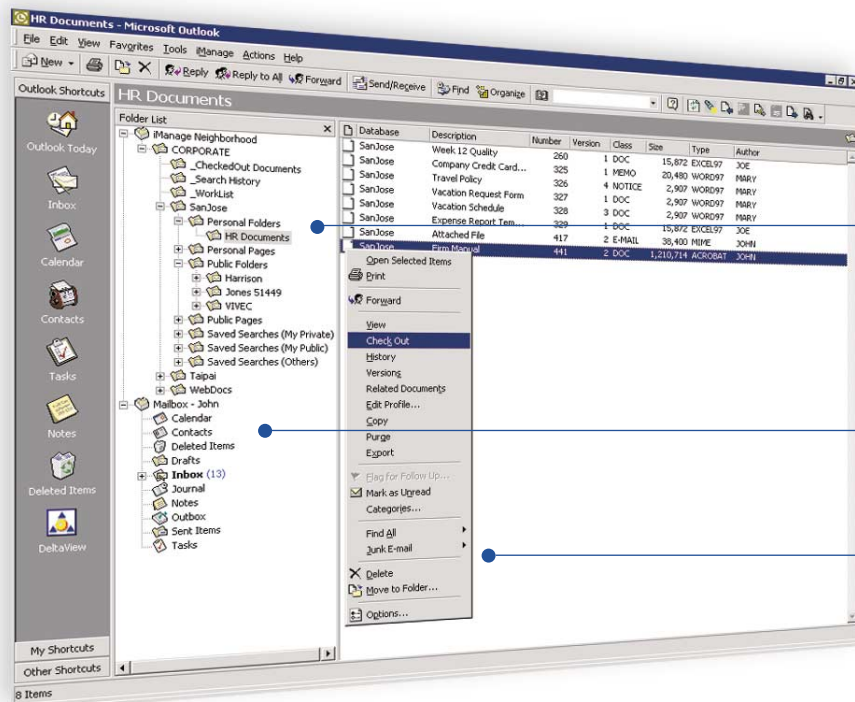 HR Documents - Microsoft Outlook
File Edit View Favorites Tools iManage Actions Help
New Reply Reply to All Forward Send/Receive Find Organize
Outlook Shortcuts
HR Documents
Outlook Today
Inbox
Calendar
Contacts
Tasks
Notes
Deleted Items
DeltaView
My Shortcuts
Other Shortcuts
8 Items
Folder List
iManage Neighborhood
CORPORATE
_CheckedOut Documents
_Search History
_WorkList
SanJose
Personal Folders
HR Documents
Personal Pages
Public Folders
Harrison
Jones 51449
VIVEC
Public Pages
Saved Searches (My Private)
Saved Searches (My Public)
Saved Searches (Others)
Taipai
WebDocs
Mailbox - John
Calendar
Contacts
Deleted Items
Drafts
Inbox (13)
Journal
Notes
Outbox
Sent Items
Tasks
Database Description Number Version Class Size Type Author
SanJose Week 12 Quality 260 1 DOC 15,872 EXCEL97 JOE
SanJose Company Credit Card... 325 1 MEMO 20,480 WORD97 MARY
SanJose Travel Policy 326 4 NOTICE 2,907 WORD97 MARY
SanJose Vacation Request Form 327 1 DOC 2,907 WORD97 MARY
SanJose Vacation Schedule 328 3 DOC 2,907 WORD97 MARY
SanJose Expense Report Tem... 329 1 DOC 15,872 EXCEL97 JOE
SanJose Attached File 417 2 E-MAIL 38,400 MIME JOHN
SanJose Firm Manual 441 2 DOC 1,210,714 ACROBAT JOHN
Open Selected Items
Print
Forward
View
Check Out
History
Versions
Related Documents
Edit Profile...
Copy
Purge
Export
Flag for Follow Up...
Mark as Unread
Categories...
Find All
Junk E-mail
Delete
Move to Folder...
Options...